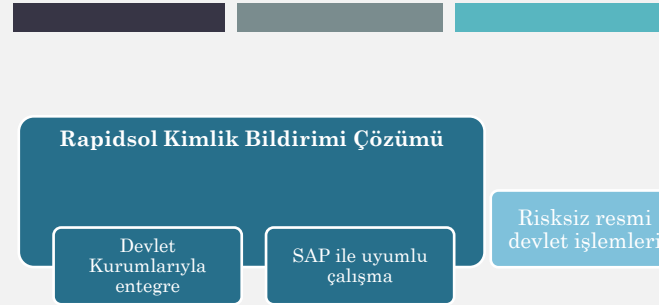 Rapidsol Kimlik Bildirimi Çözümü
Devlet
Kurumlarıyla
entegre
SAP ile uyumlu
çalışma
Risksiz resmi
devlet işlemleri